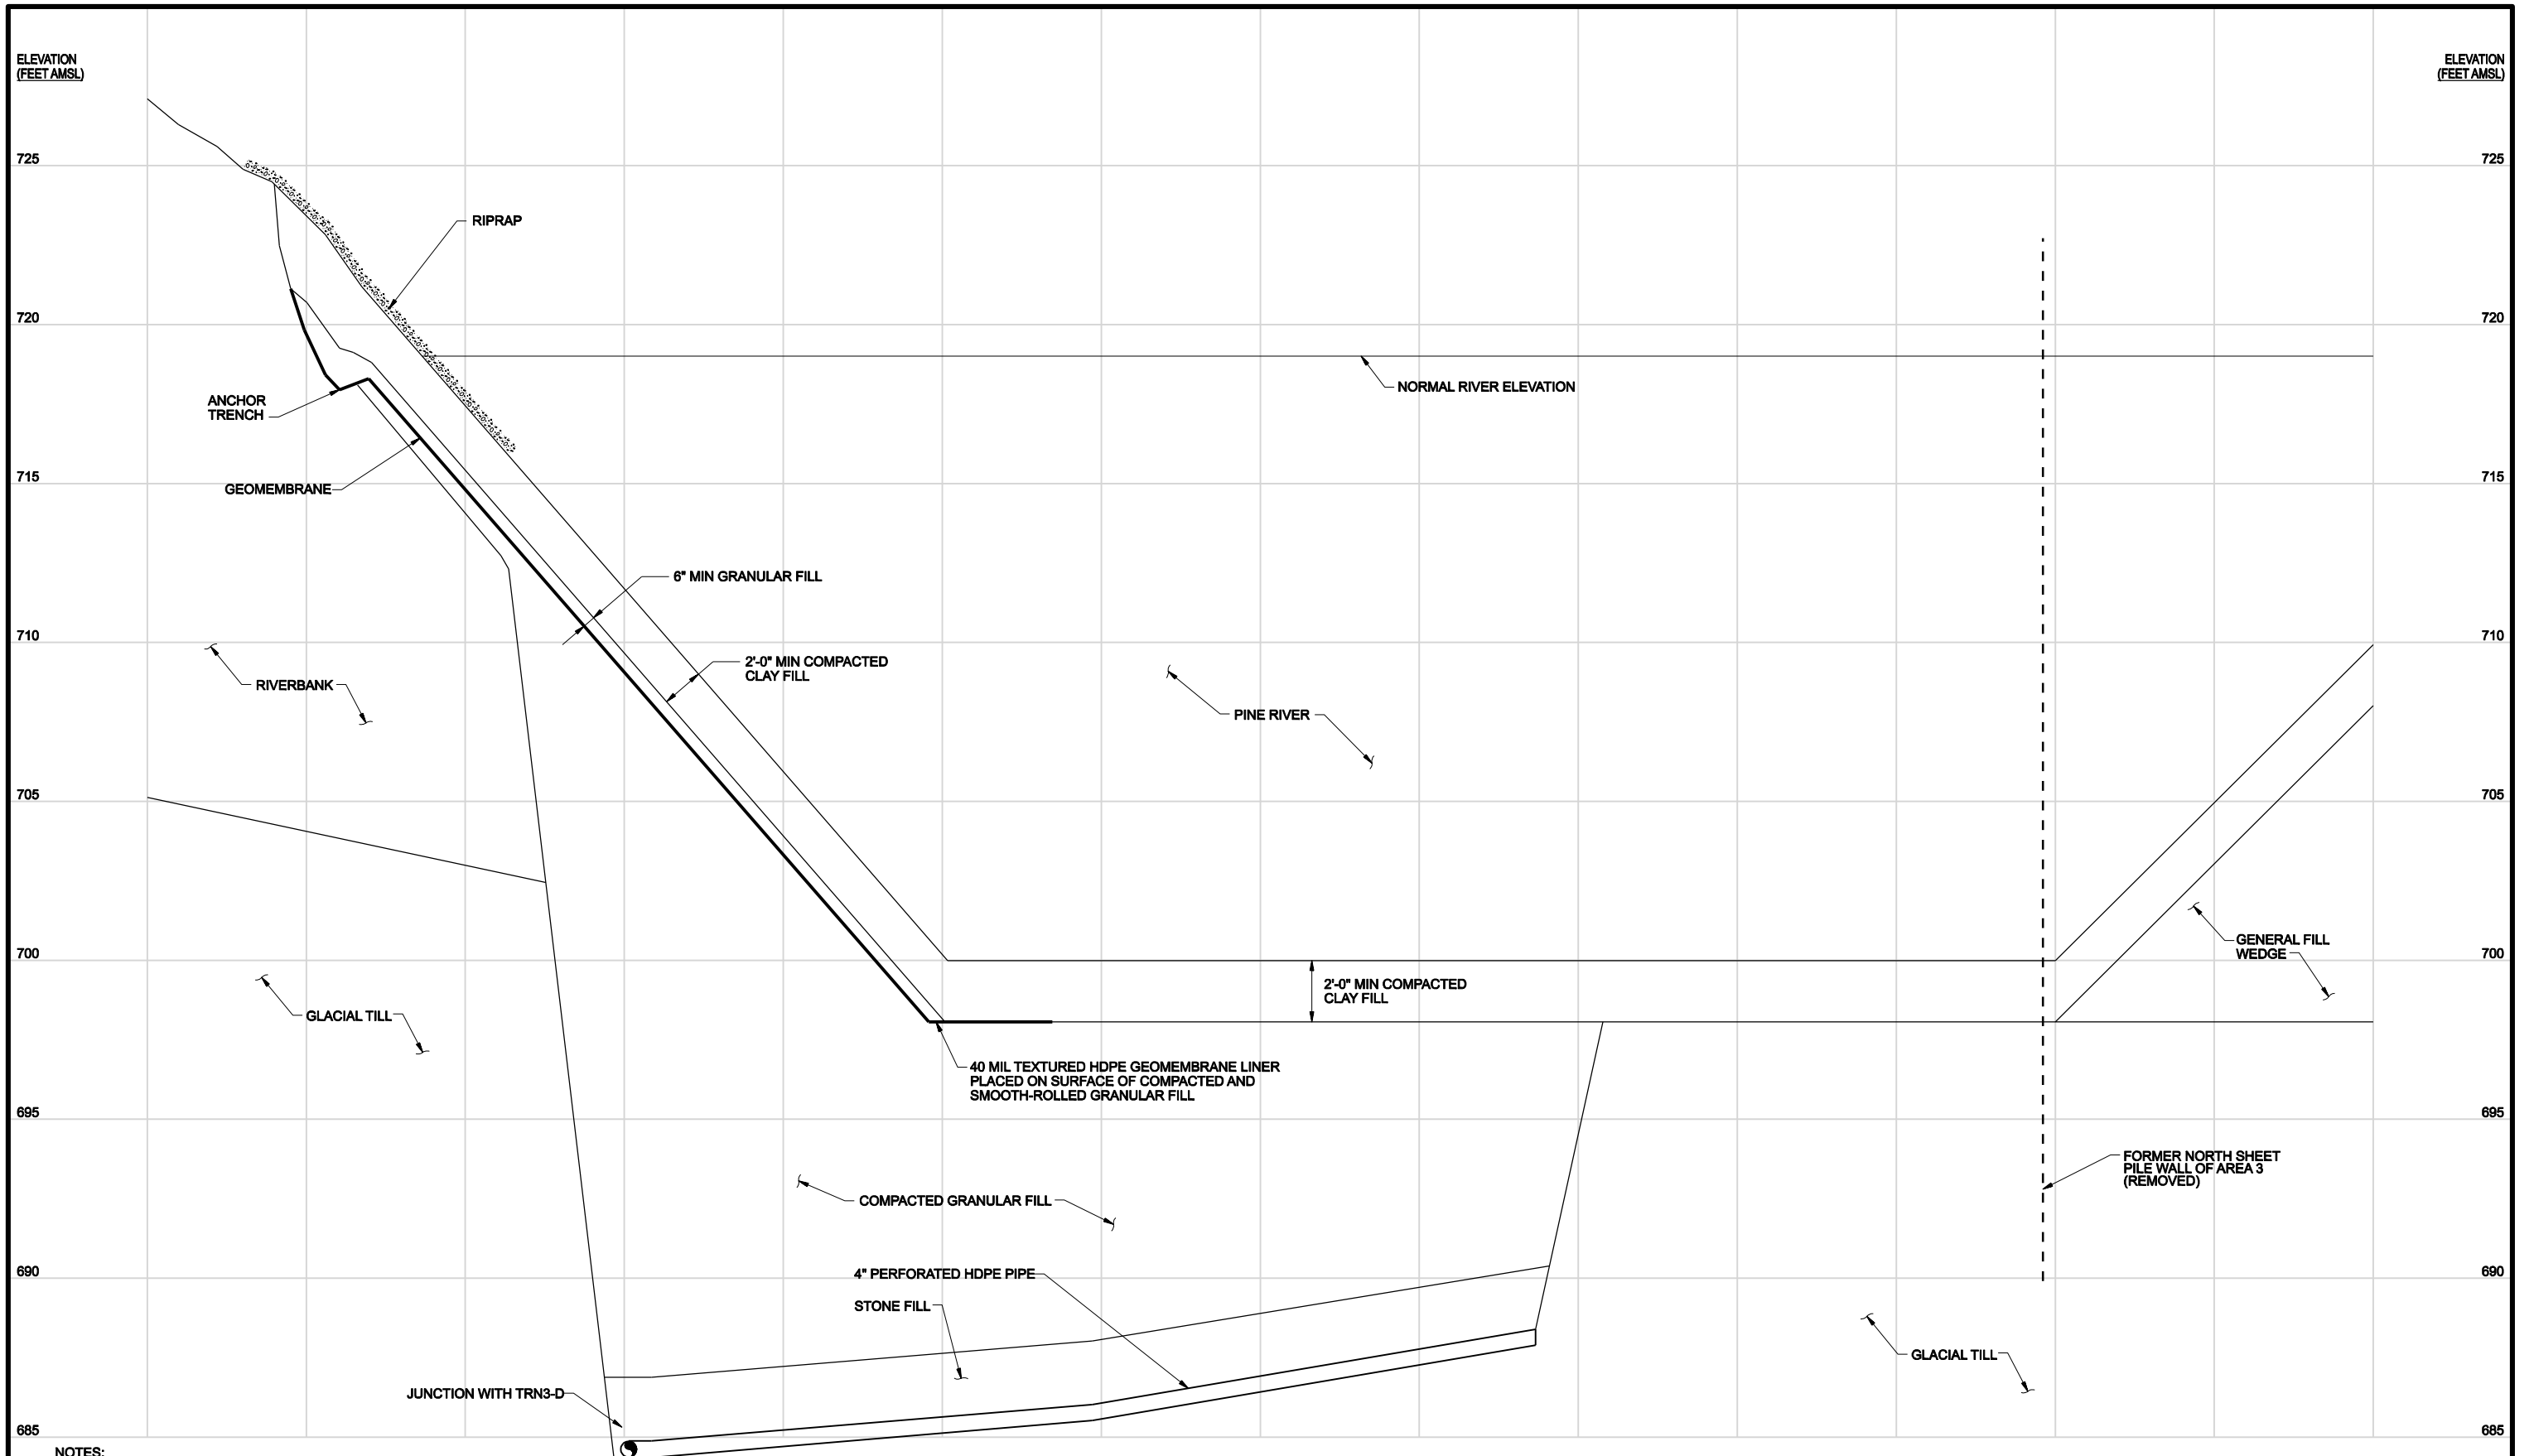 ELEVATION
(FEET AMSL)
ELEVATION
(FEET AMSL)
725
725
RIPRAP
720
720
NORMAL RIVER ELEVATION
ANCHOR
TRENCH
715
715
GEOMEMBRANE
6" MIN GRANULAR FILL
710
710
2'-0" MIN COMPACTED
CLAY FILL
RIVERBANK
PINE RIVER
705
705
GENERAL FILL
WEDGE
700
700
2'-0" MIN COMPACTED
CLAY FILL
GLACIAL TILL
40 MIL TEXTURED HDPE GEOMEMBRANE LINER
PLACED ON SURFACE OF COMPACTED AND
SMOOTH-ROLLED GRANULAR FILL
695
695
FORMER NORTH SHEET
PILE WALL OF AREA 3
(REMOVED)
COMPACTED GRANULAR FILL
690
690
4" PERFORATED HDPE PIPE
STONE FILL
GLACIAL TILL
JUNCTION WITH TRN3-D
685
685
NOTES: